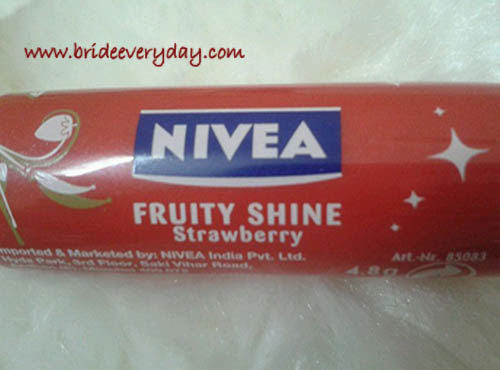 www.brideeveryday.com
NIVEA
FRUITY SHINE
Strawberry
Imported & Marketed by: NIVEA India Pvt. Ltd.
Hyde Park, 3rd Floor, Saki Vihar Road,
Art.-Nr. 85083
4,8g